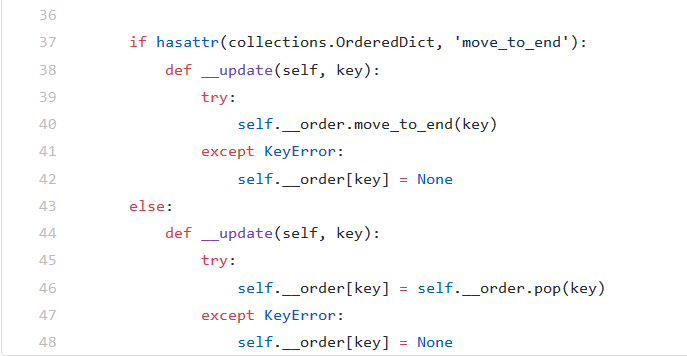 36
37 if hasattr(collections.OrderedDict, 'move_to_end'):
38 def __update(self, key):
39 try:
40 self.__order.move_to_end(key)
41 except KeyError:
42 self.__order[key] = None
43 else:
44 def __update(self, key):
45 try:
46 self.__order[key] = self.__order.pop(key)
47 except KeyError:
48 self.__order[key] = None